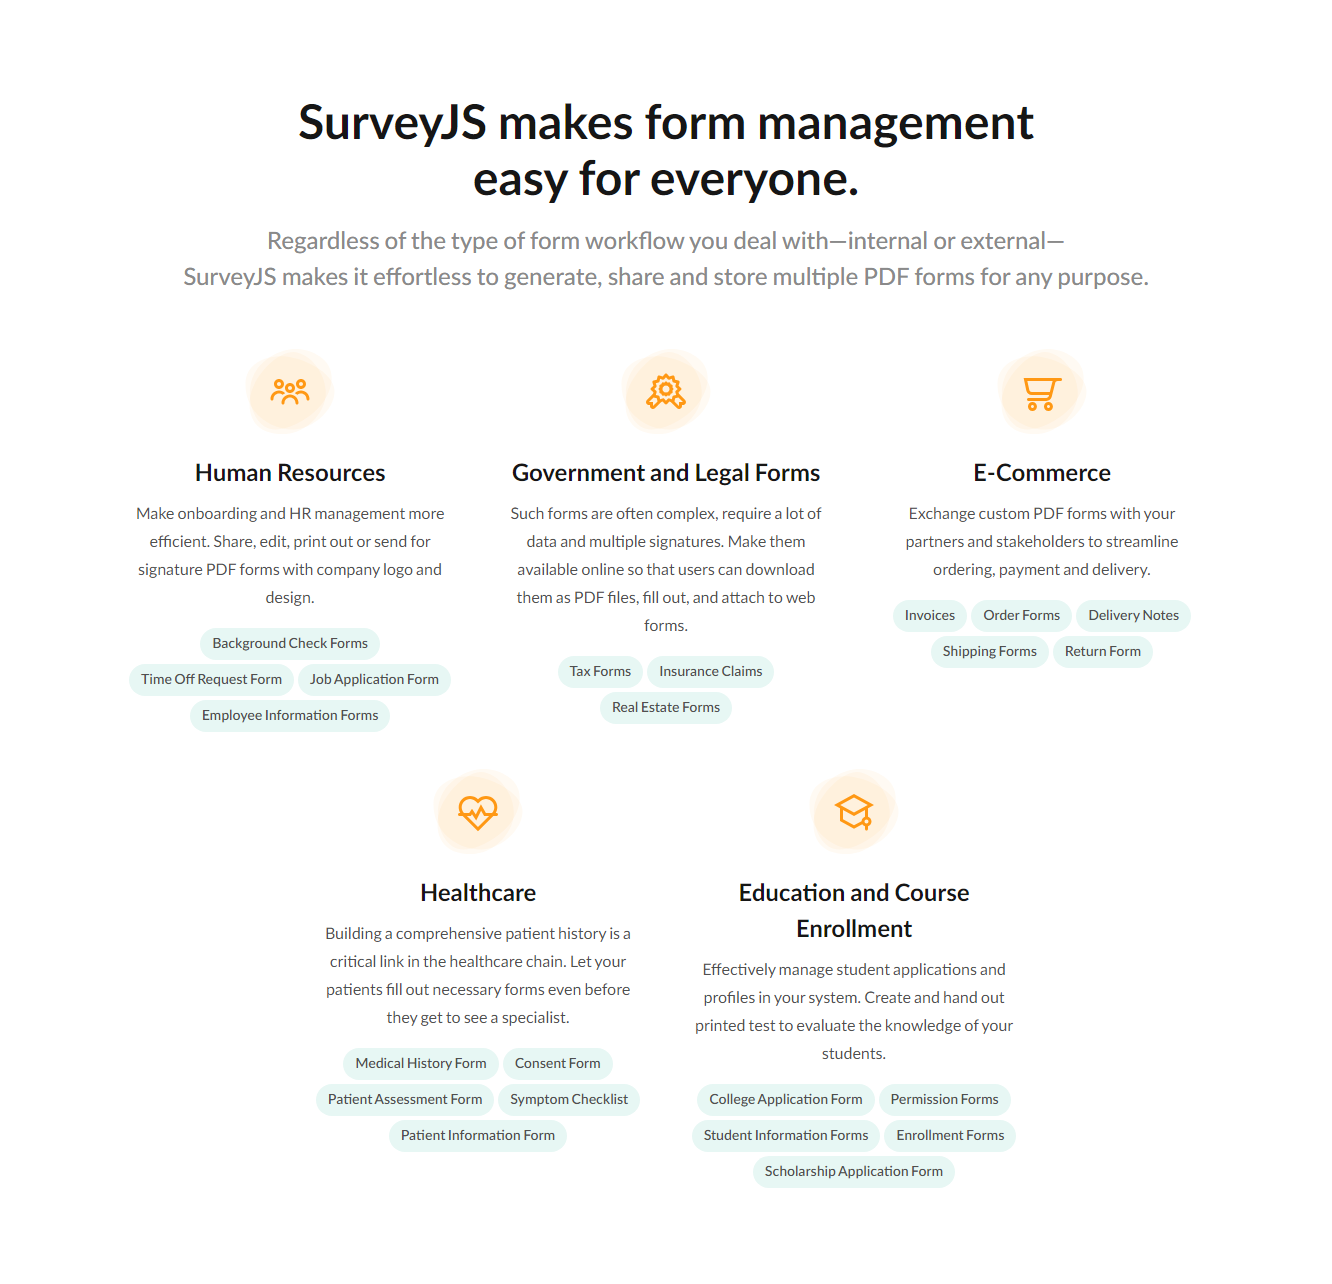 SurveyJS makes form management
easy for everyone.
Regardless of the type of form workflow you deal with—internal or external—
SurveyJS makes it effortless to generate, share and store multiple PDF forms for any purpose.
Human Resources
Make onboarding and HR management more
efficient. Share, edit, print out or send for
signature PDF forms with company logo and
design.
Background Check Forms
Time Off Request Form
Job Application Form
Employee Information Forms
Government and Legal Forms
Such forms are often complex, require a lot of
data and multiple signatures. Make them
available online so that users can download
them as PDF files, fill out, and attach to web
forms.
Tax Forms
Insurance Claims
Real Estate Forms
E-Commerce
Exchange custom PDF forms with your
partners and stakeholders to streamline
ordering, payment and delivery.
Invoices
Order Forms
Delivery Notes
Shipping Forms
Return Form
Healthcare
Building a comprehensive patient history is a
critical link in the healthcare chain. Let your
patients fill out necessary forms even before
they get to see a specialist.
Medical History Form
Consent Form
Patient Assessment Form
Symptom Checklist
Patient Information Form
Education and Course
Enrollment
Effectively manage student applications and
profiles in your system. Create and hand out
printed test to evaluate the knowledge of your
students.
College Application Form
Permission Forms
Student Information Forms
Enrollment Forms
Scholarship Application Form